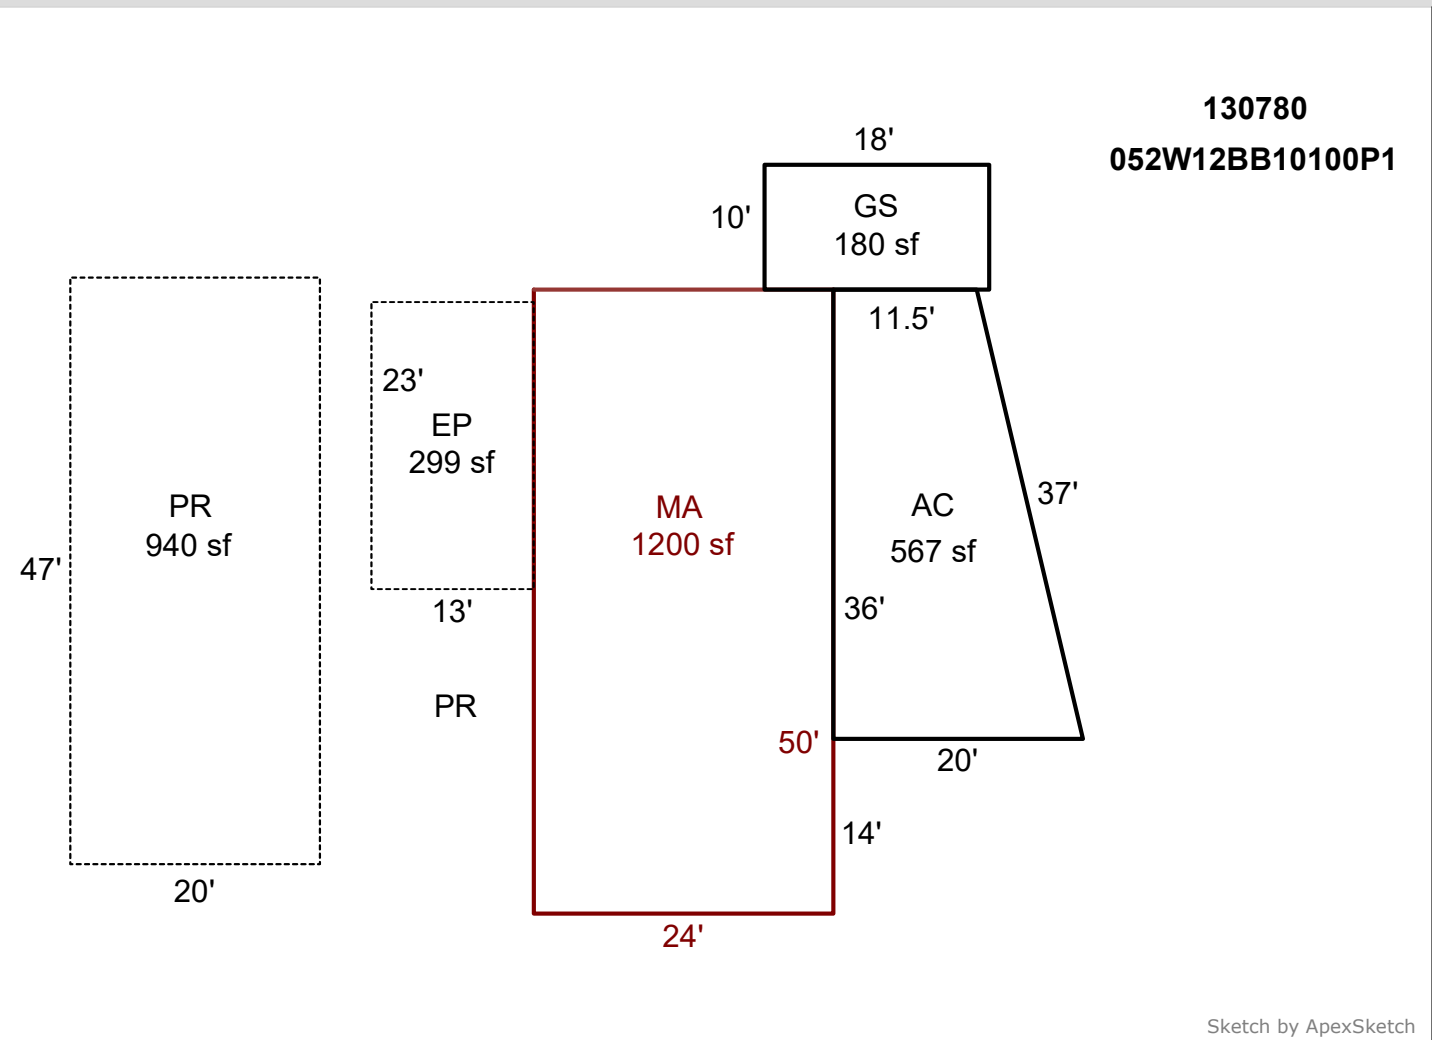 130780
052W12BB10100P1
18'
10'
GS
180 sf
11.5'
23'
EP
299 sf
13'
PR
940 sf
47'
20'
PR
MA
1200 sf
50'
24'
AC
567 sf
37'
36'
20'
14'
Sketch by ApexSketch